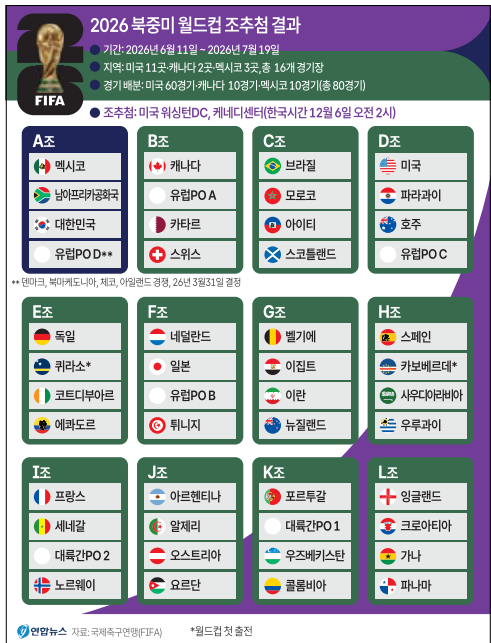 2026 북중미 월드컵 조추첨 결과
26
FIFA
● 기간: 2026년 6월 11일 ~ 2026년 7월 19일
● 지역: 미국 11곳·캐나다 2곳·멕시코 3곳, 총 16개 경기장
● 경기 배분: 미국 60경기·캐나다 10경기·멕시코 10경기(총 80경기)
● 조추첨: 미국 워싱턴DC, 케네디센터(한국시간 12월 6일 오전 2시)
A조
멕시코
남아프리카공화국
대한민국
유럽PO D**
B조
캐나다
유럽PO A
카타르
스위스
C조
브라질
모로코
아이티
스코틀랜드
D조
미국
파라과이
호주
유럽PO C
** 덴마크, 북마케도니아, 체코, 아일랜드 경쟁, 26년 3월31일 결정
E조
독일
퀴라소*
코트디부아르
에콰도르
F조
네덜란드
일본
유럽PO B
튀니지
G조
벨기에
이집트
이란
뉴질랜드
H조
스페인
카보베르데*
사우디아라비아
우루과이
I조
프랑스
세네갈
대륙간PO 2
노르웨이
J조
아르헨티나
알제리
오스트리아
요르단
K조
포르투갈
대륙간PO 1
우즈베키스탄
콜롬비아
L조
잉글랜드
크로아티아
가나
파나마
연합뉴스 자료: 국제축구연맹(FIFA) *월드컵 첫 출전